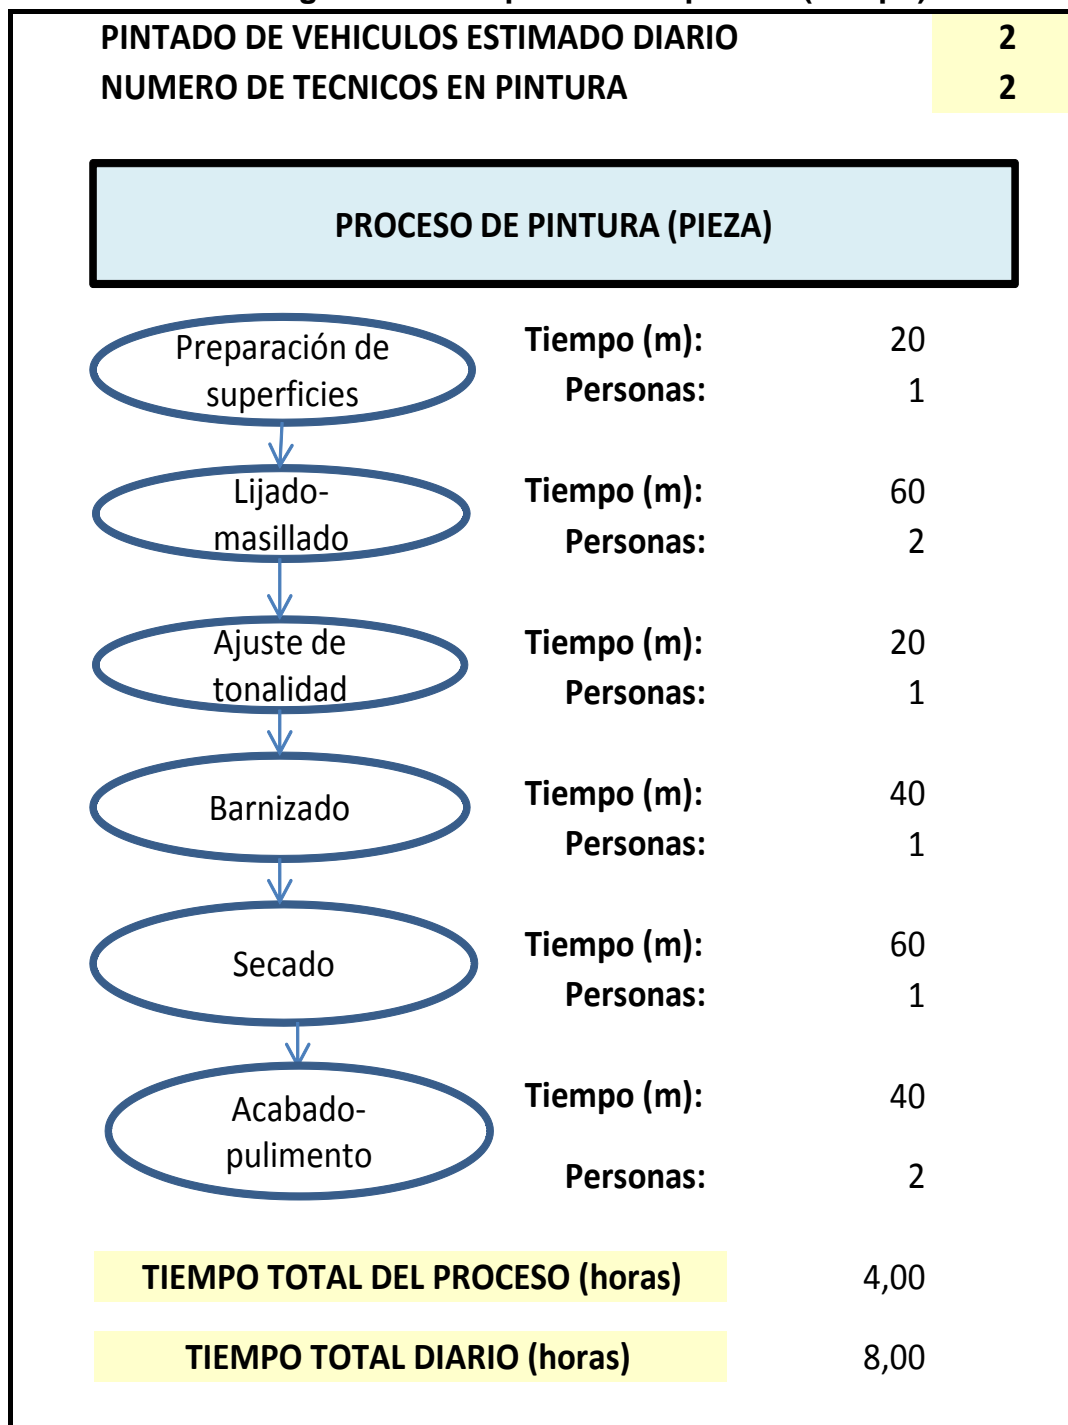 PINTADO DE VEHICULOS ESTIMADO DIARIO 2
NUMERO DE TECNICOS EN PINTURA 2
PROCESO DE PINTURA (PIEZA)
Preparación de
superficies
Tiempo (m): 20
Personas: 1
Lijado-
masillado
Tiempo (m): 60
Personas: 2
Ajuste de
tonalidad
Tiempo (m): 20
Personas: 1
Barnizado
Tiempo (m): 40
Personas: 1
Secado
Tiempo (m): 60
Personas: 1
Acabado-
pulimento
Tiempo (m): 40
Personas: 2
TIEMPO TOTAL DEL PROCESO (horas) 4,00
TIEMPO TOTAL DIARIO (horas) 8,00